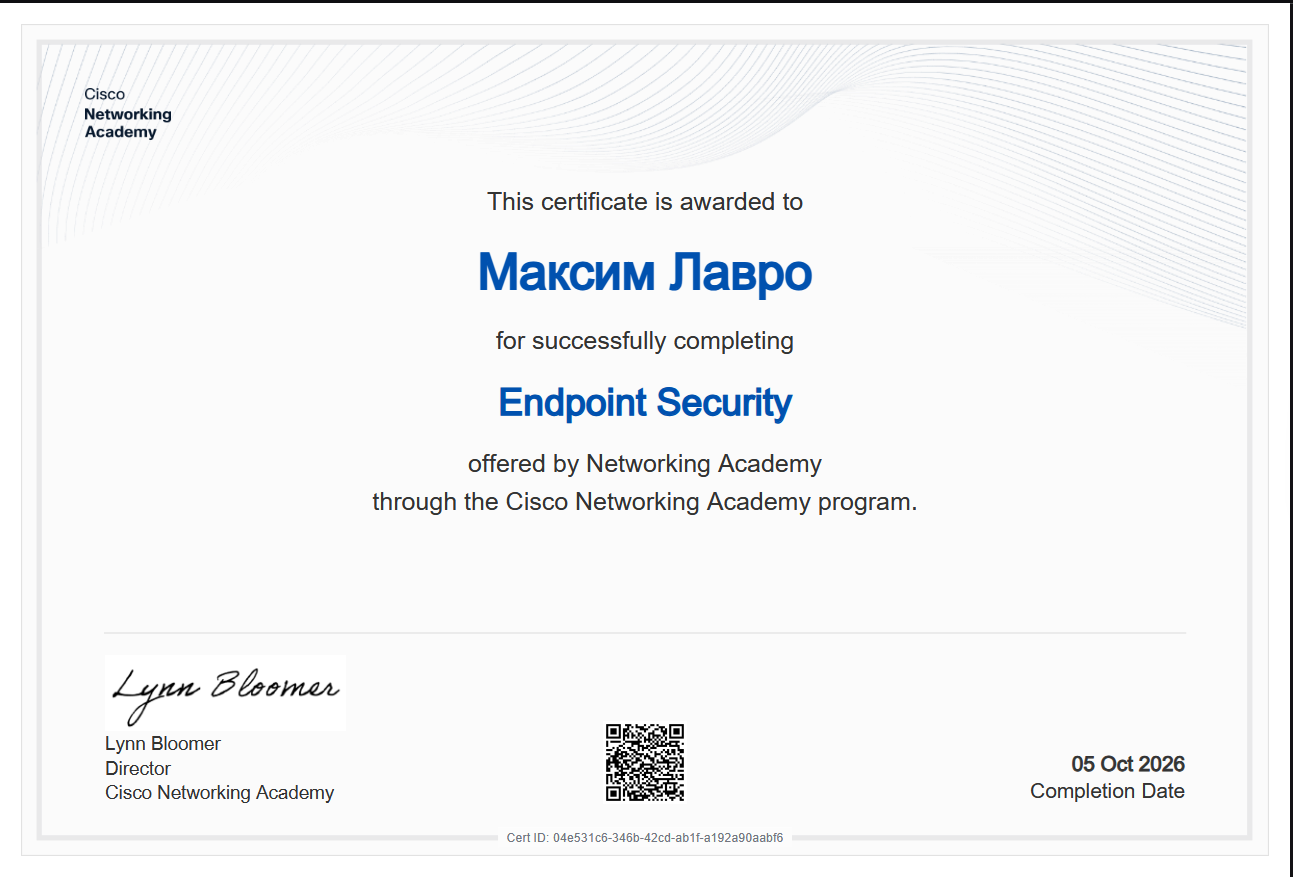 Cisco
Networking
Academy
This certificate is awarded to
Максим Лавро
for successfully completing
Endpoint Security
offered by Networking Academy
through the Cisco Networking Academy program.
Lynn Bloomer
Lynn Bloomer
Director
Cisco Networking Academy
05 Oct 2026
Completion Date
Cert ID: 04e531c6-346b-42cd-ab1f-a192a90aabf6